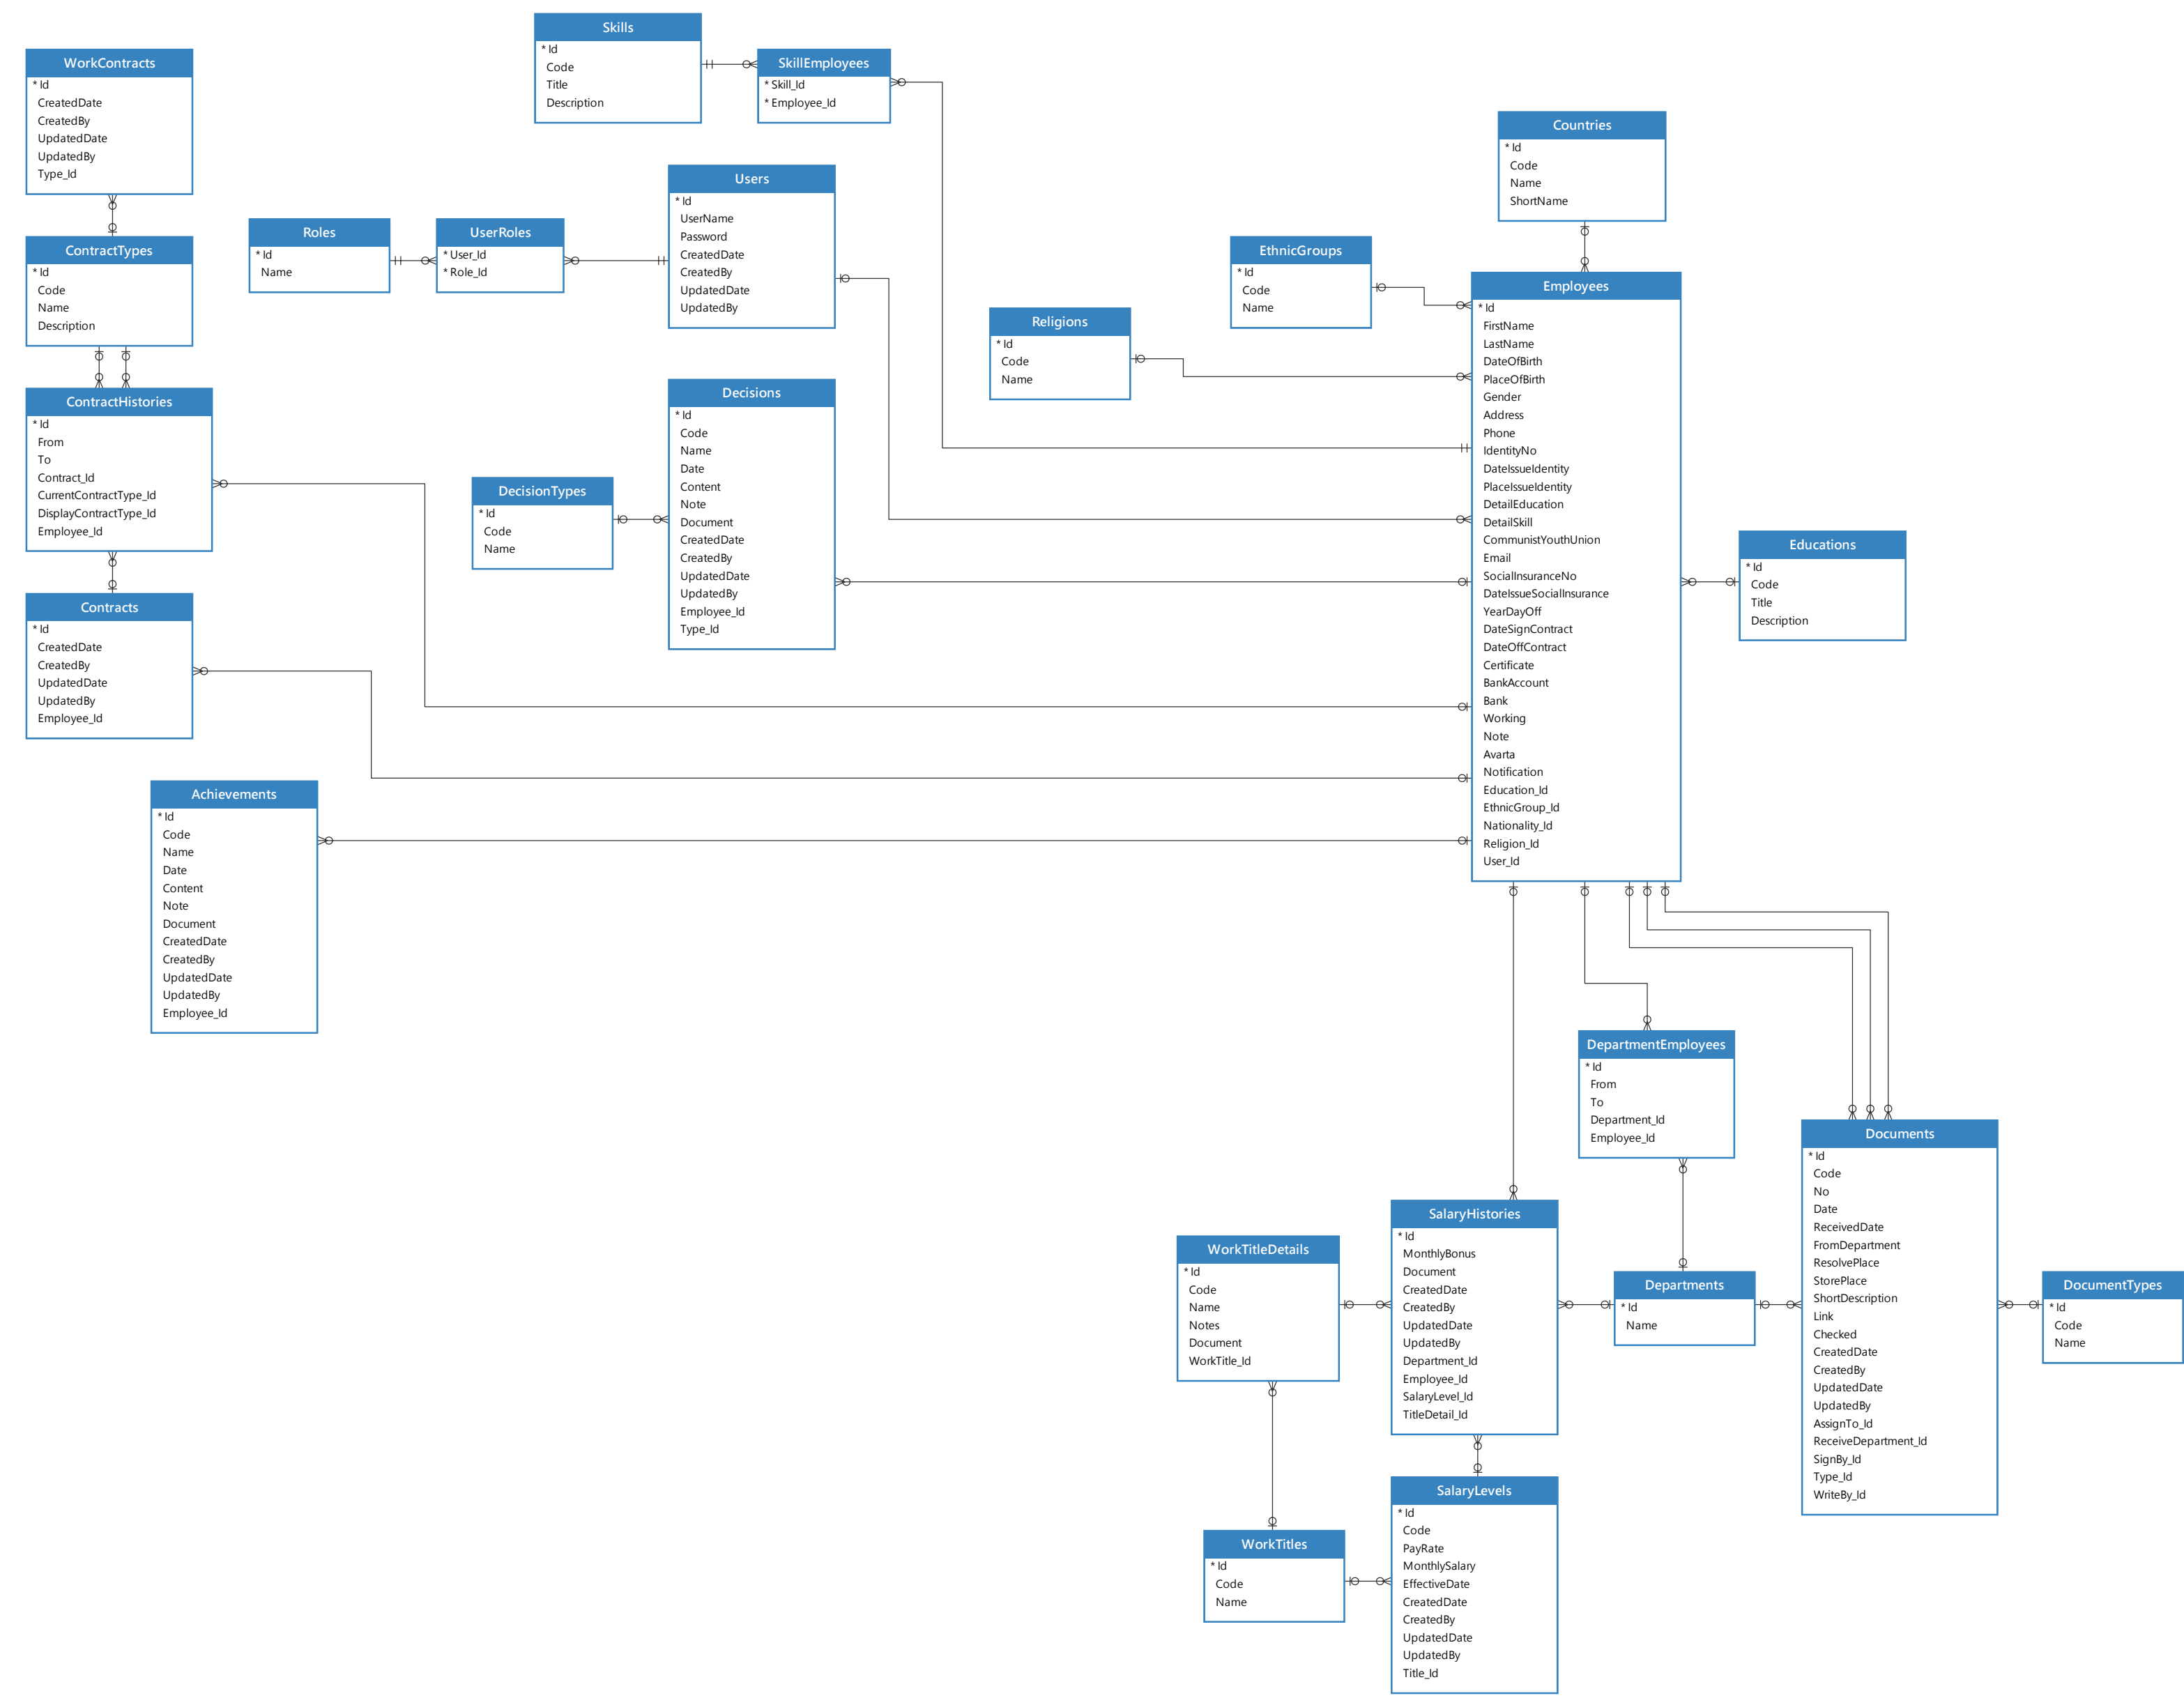 Skills
* Id
Code
Title
Description
WorkContracts
* Id
CreatedDate
CreatedBy
UpdatedDate
UpdatedBy
Type_Id
SkillEmployees
* Skill_Id
* Employee_Id
Countries
* Id
Code
Name
ShortName
Users
* Id
UserName
Password
CreatedDate
CreatedBy
UpdatedDate
UpdatedBy
Roles
* Id
Name
UserRoles
* User_Id
* Role_Id
ContractTypes
* Id
Code
Name
Description
EthnicGroups
* Id
Code
Name
Employees
* Id
FirstName
LastName
DateOfBirth
PlaceOfBirth
Gender
Address
Phone
IdentityNo
DateIssueIdentity
PlaceIssueIdentity
DetailEducation
DetailSkill
CommunistYouthUnion
Email
SocialInsuranceNo
DateIssueSocialInsurance
YearDayOff
DateSignContract
DateOffContract
Certificate
BankAccount
Bank
Working
Note
Avarta
Notification
Education_Id
EthnicGroup_Id
Nationality_Id
Religion_Id
User_Id
Religions
* Id
Code
Name
Decisions
* Id
Code
Name
Date
Content
Note
Document
CreatedDate
CreatedBy
UpdatedDate
UpdatedBy
Employee_Id
Type_Id
ContractHistories
* Id
From
To
Contract_Id
CurrentContractType_Id
DisplayContractType_Id
Employee_Id
DecisionTypes
* Id
Code
Name
Educations
* Id
Code
Title
Description
Contracts
* Id
CreatedDate
CreatedBy
UpdatedDate
UpdatedBy
Employee_Id
Achievements
* Id
Code
Name
Date
Content
Note
Document
CreatedDate
CreatedBy
UpdatedDate
UpdatedBy
Employee_Id
DepartmentEmployees
* Id
From
To
Department_Id
Employee_Id
Documents
* Id
Code
No
Date
ReceivedDate
FromDepartment
ResolvePlace
StorePlace
ShortDescription
Link
Checked
CreatedDate
CreatedBy
UpdatedDate
UpdatedBy
AssignTo_Id
ReceiveDepartment_Id
SignBy_Id
Type_Id
WriteBy_Id
SalaryHistories
* Id
MonthlyBonus
Document
CreatedDate
CreatedBy
UpdatedDate
UpdatedBy
Department_Id
Employee_Id
SalaryLevel_Id
TitleDetail_Id
WorkTitleDetails
* Id
Code
Name
Notes
Document
WorkTitle_Id
Departments
* Id
Name
DocumentTypes
* Id
Code
Name
SalaryLevels
* Id
Code
PayRate
MonthlySalary
EffectiveDate
CreatedDate
CreatedBy
UpdatedDate
UpdatedBy
Title_Id
WorkTitles
* Id
Code
Name